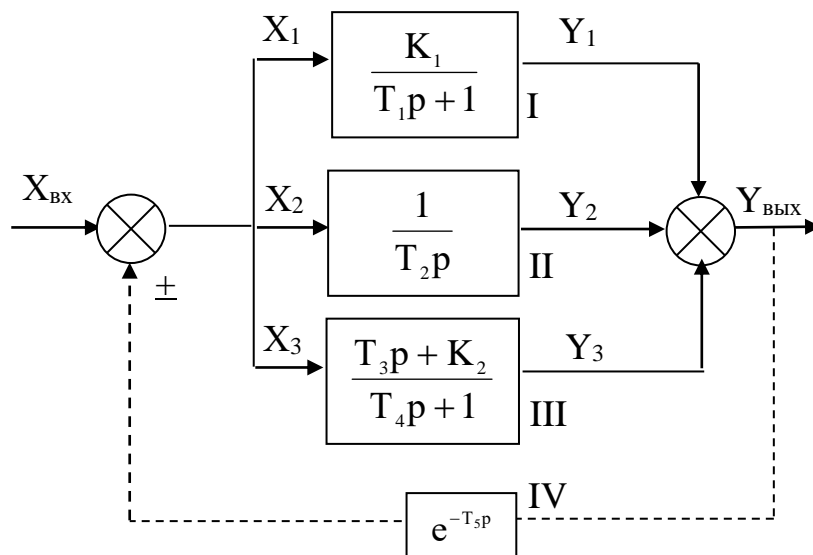 X₁
K₁
T₁p + 1
Y₁
I
Xвх
X₂
1
T₂p
Y₂
Yвых
II
±
X₃
T₃p + K₂
T₄p + 1
Y₃
III
IV
e^(−T₅p)